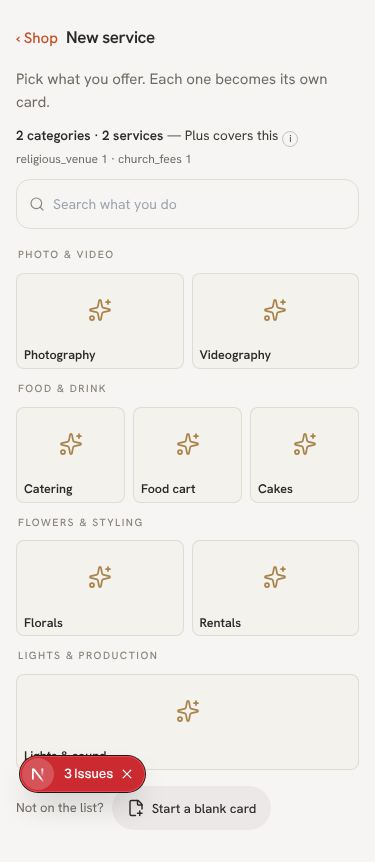 ‹ Shop New service
Pick what you offer. Each one becomes its own
card.
2 categories · 2 services — Plus covers this i
religious_venue 1 · church_fees 1
Search what you do
PHOTO & VIDEO
Photography
Videography
FOOD & DRINK
Catering
Food cart
Cakes
FLOWERS & STYLING
Florals
Rentals
LIGHTS & PRODUCTION
Lights & sound
N 3 Issues ×
Not on the list? Start a blank card